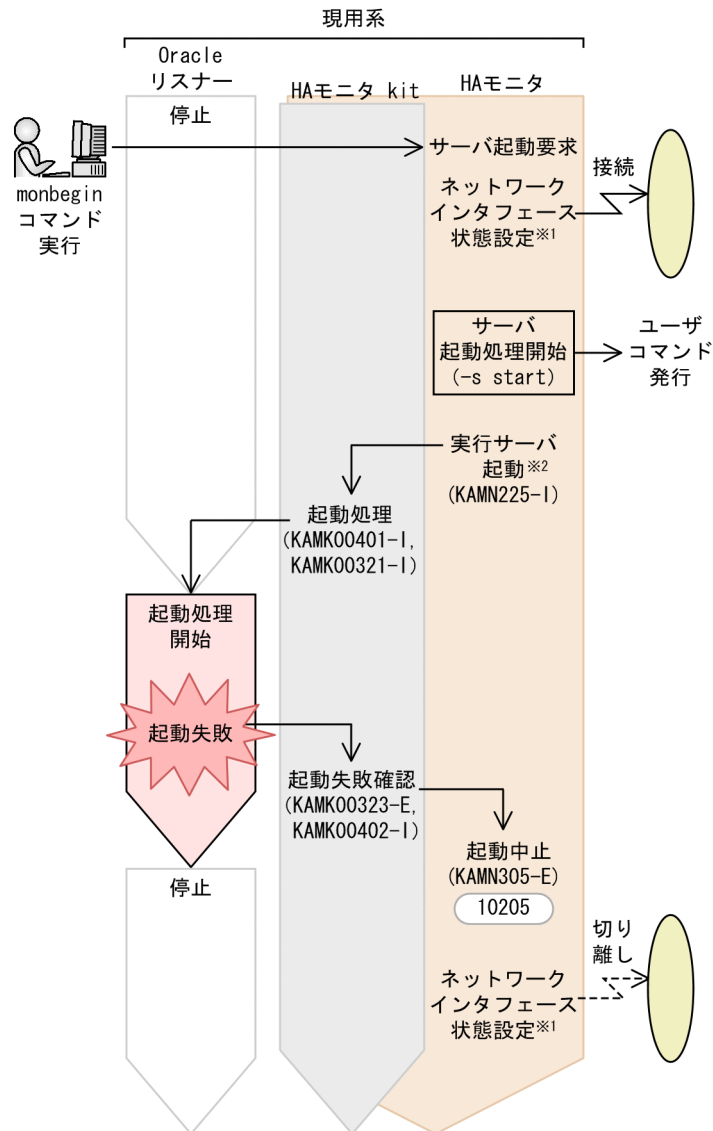 現用系
Oracle
リスナー
HAモニタ kit
HAモニタ
停止
monbegin
コマンド
実行
サーバ起動要求
ネットワーク
インタフェース
状態設定※1
接続
サーバ
起動処理開始
(-s start)
ユーザ
コマンド
発行
実行サーバ
起動※2
(KAMN225-I)
起動処理
(KAMK00401-I,
KAMK00321-I)
起動処理
開始
起動失敗
起動失敗確認
(KAMK00323-E,
KAMK00402-I)
起動中止
(KAMN305-E)
10205
停止
切り
離し
ネットワーク
インタフェース
状態設定※1